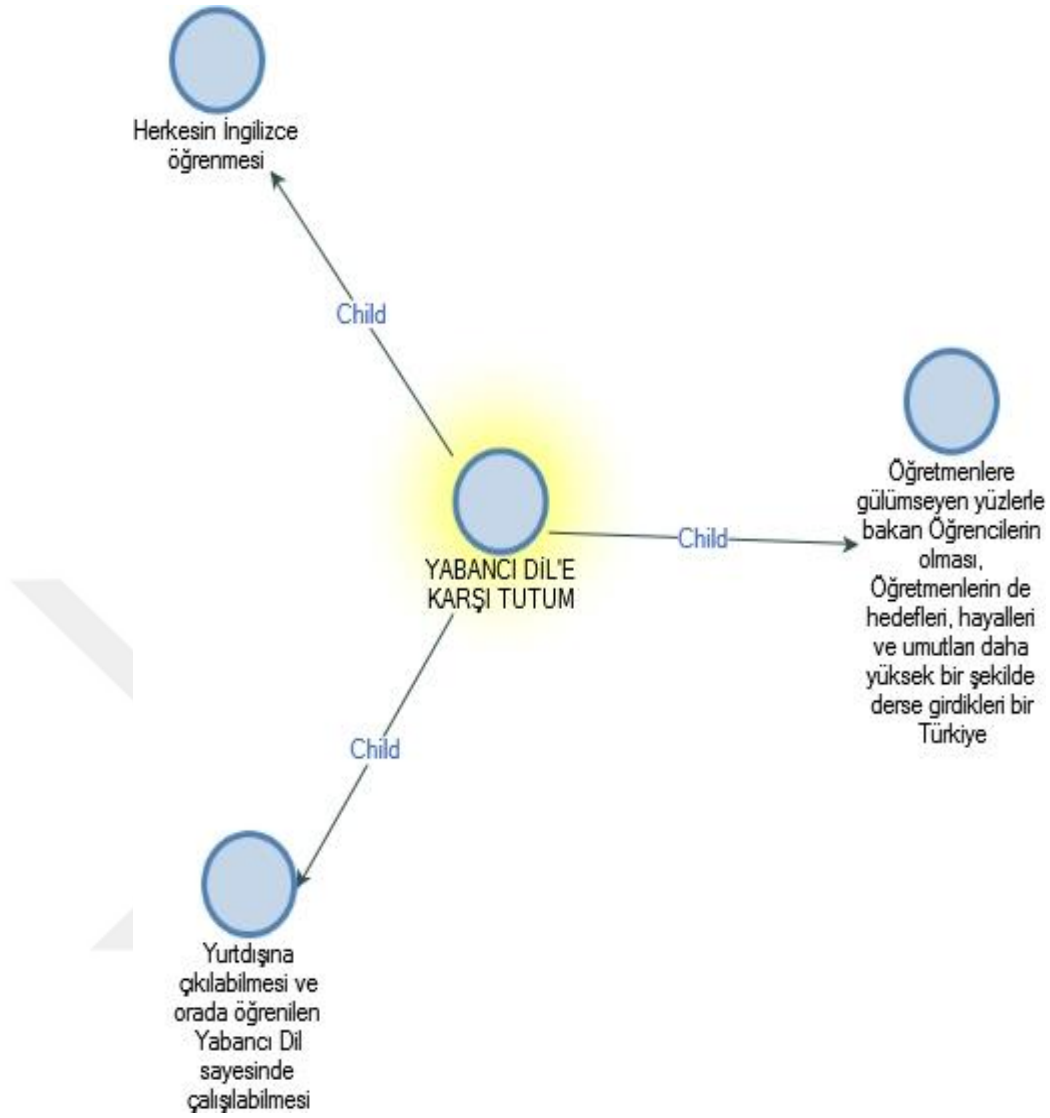 Herkesin İngilizce
öğrenmesi
Child
Child
Öğretmenlere
gülümseyen yüzlerle
bakan Öğrencilerin
olması,
Öğretmenlerin de
hedefleri, hayalleri
ve umutları daha
yüksek bir şekilde
derse girdikleri bir
Türkiye
YABANCI DİL'E
KARŞI TUTUM
Child
Yurtdışına
çıkılabilmesi ve
orada öğrenilen
Yabancı Dil
sayesinde
çalışılabilmesi